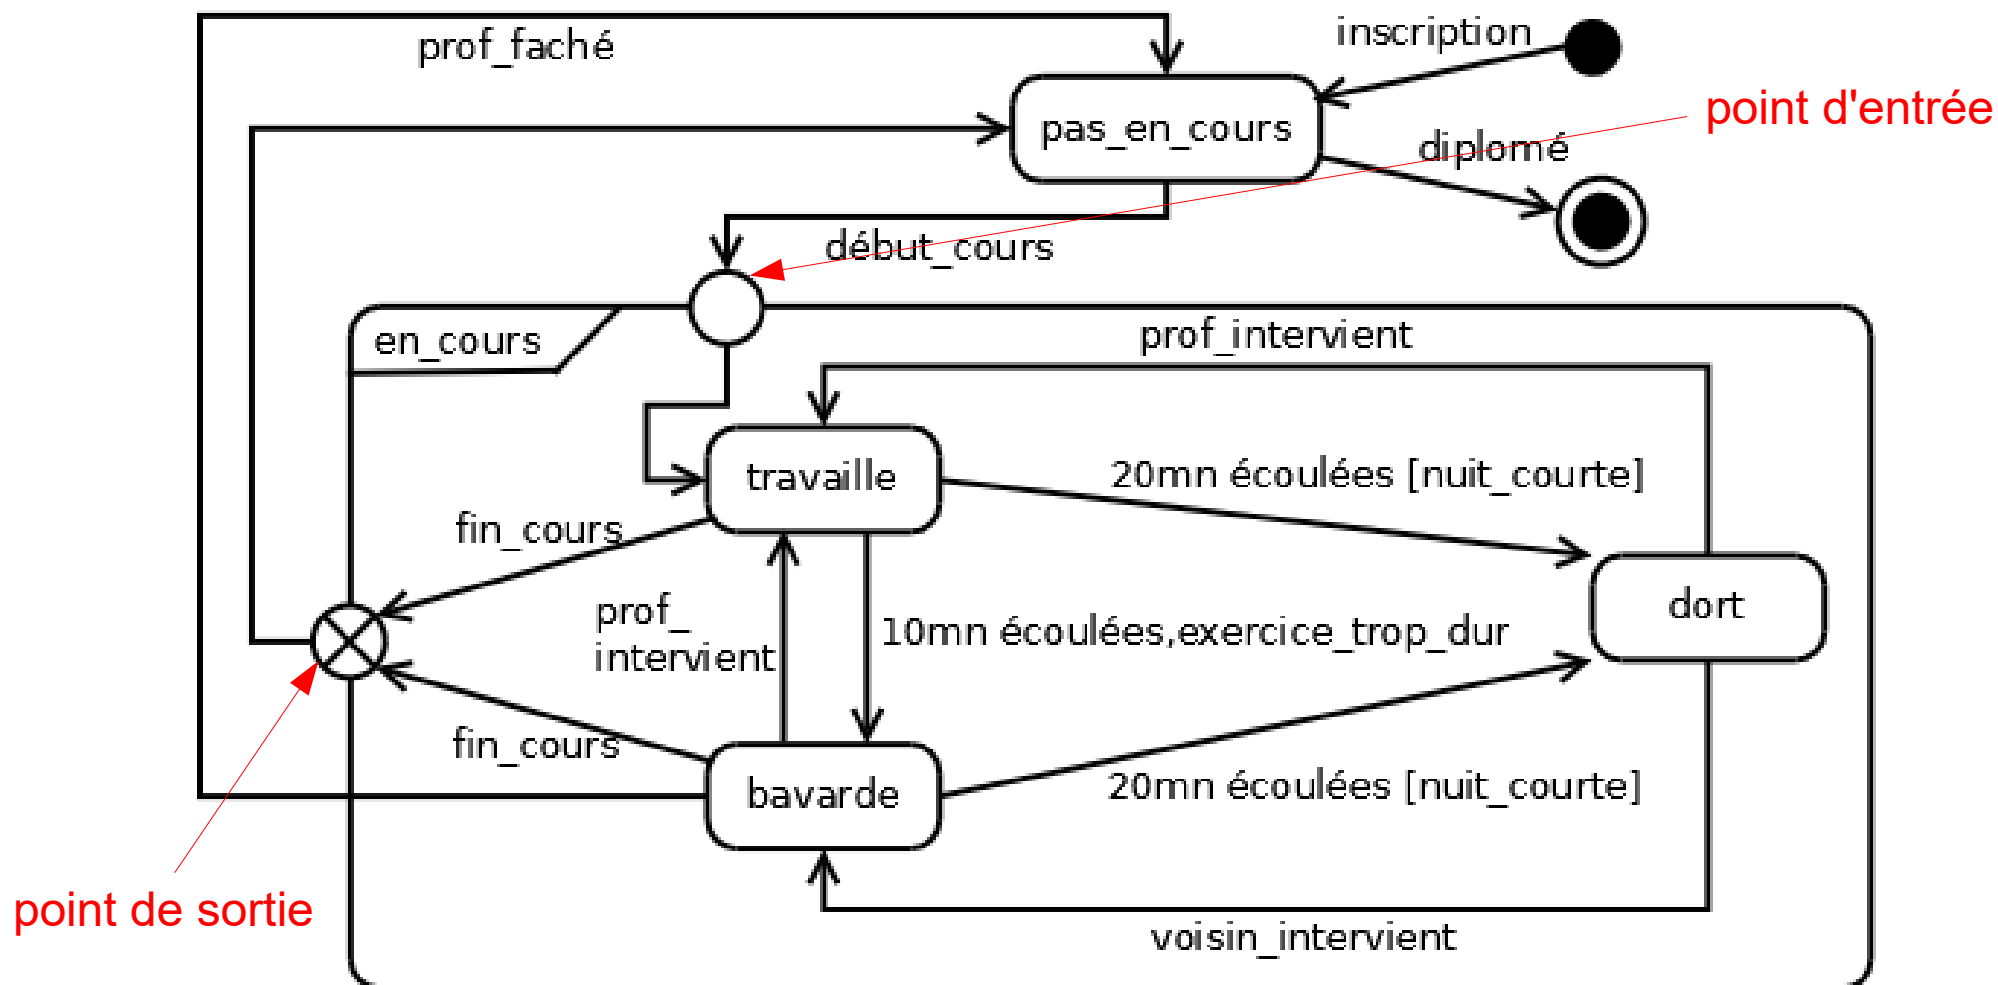 inscription
prof_faché
point d'entrée
pas_en_cours
diplomé
début_cours
en_cours
prof_intervient
travaille
20mn écoulées [nuit_courte]
fin_cours
dort
prof_
intervient
10mn écoulées,exercice_trop_dur
fin_cours
bavarde
20mn écoulées [nuit_courte]
point de sortie
voisin_intervient